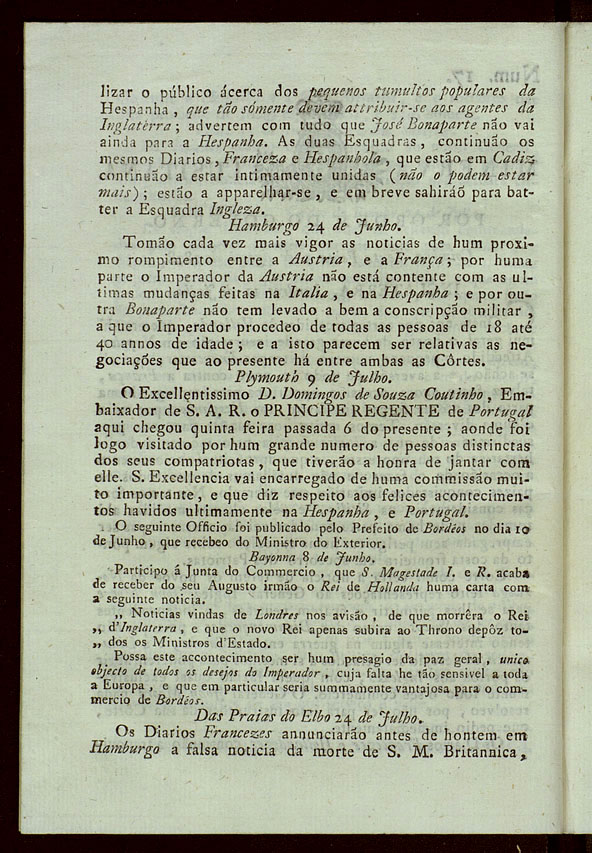 lizar o público ácerca dos pequenos tumultos populares da
Hespanha, que tão sómente devem attribuir-se aos agentes da
Inglaterra; advertem com tudo que José Bonaparte não vai
ainda para a Hespanha. As duas Esquadras, continuão os
mesmos Diarios, Franceza e Hespanhola, que estão em Cadiz
continuão a estar intimamente unidas (não o podem estar
mais); estão a apparelhar-se, e em breve sahiráõ para bat-
ter a Esquadra Ingleza.
Hamburgo 24 de Junho.
Tomão cada vez mais vigor as noticias de hum proxi-
mo rompimento entre a Austria, e a França; por huma
parte o Imperador da Austria não está contente com as ul-
timas mudanças feitas na Italia, e na Hespanha; e por ou-
tra Bonaparte não tem levado a bem a conscripção militar,
a que o Imperador procedeo de todas as pessoas de 18 até
40 annos de idade; e a isto parecem ser relativas as ne-
gociações que ao presente há entre ambas as Côrtes.
Plymouth 9 de Julho.
O Excellentissimo D. Domingos de Souza Coutinho, Em-
baixador de S. A. R. o PRINCIPE REGENTE de Portugal
aqui chegou quinta feira passada 6 do presente; aonde foi
logo visitado por hum grande numero de pessoas distinctas
dos seus compatriotas, que tiverão a honra de jantar com
elle. S. Excellencia vai encarregado de huma commissão mui-
to importante, e que diz respeito aos felices acontecimen-
tos havidos ultimamente na Hespanha, e Portugal.
O seguinte Officio foi publicado pelo Prefeito de Bordéos no dia 10
de Junho, que recebeo do Ministro do Exterior.
Bayonna 8 de Junho.
Participo á Junta do Commercio, que S. Magestade I. e R. acaba
de receber do seu Augusto irmão o Rei de Hollanda huma carta com
a seguinte noticia.
„ Noticias vindas de Londres nos avisão, de que morrêra o Rei
„ d'Inglaterra, e que o novo Rei apenas subira ao Throno depôz to-
„ dos os Ministros d'Estado.
Possa este accontecimento ser hum presagio da paz geral, unico
objecto de todos os desejos do Imperador, cuja falta he tão sensivel a toda
a Europa, e que em particular seria summamente vantajosa para o com-
mercio de Bordéos.
Das Praias do Elbo 24 de Julho.
Os Diarios Francezes annunciarão antes de hontem em
Hamburgo a falsa noticia da morte de S. M. Britannica,